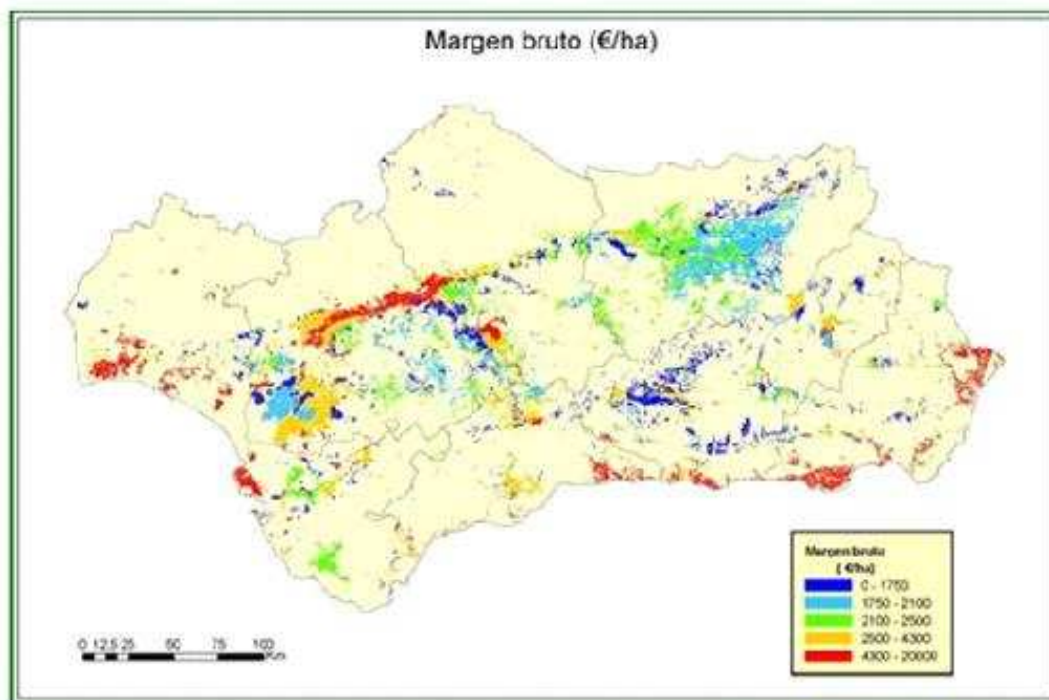 Margen bruto (€/ha)
Margen bruto
( €/ha)
0 - 1750
1750 - 2100
2100 - 2500
2500 - 4300
4300 - 20000
0 12,5 25 50 75 100
Km